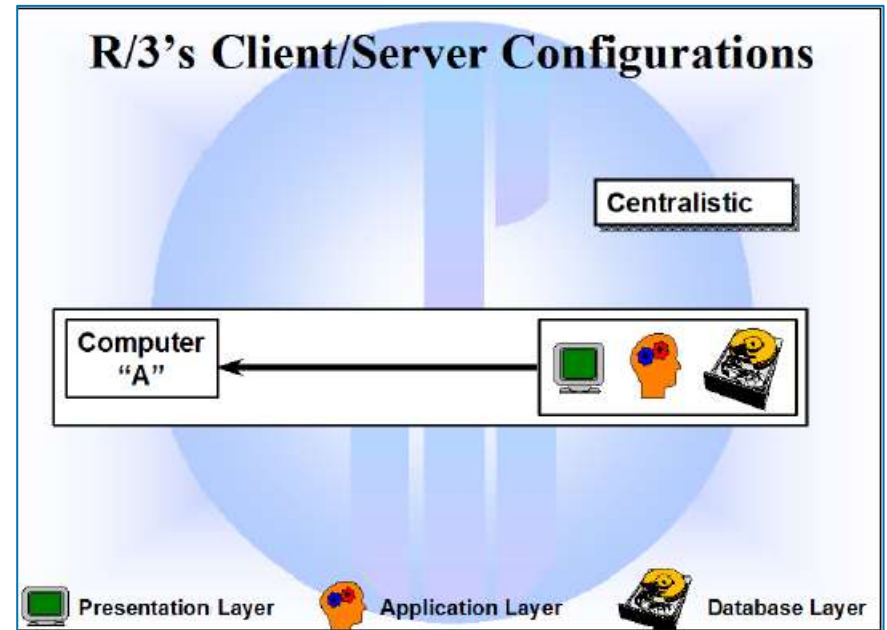 R/3's Client/Server Configurations
Centralistic
Computer
“A”
Presentation Layer
Application Layer
Database Layer